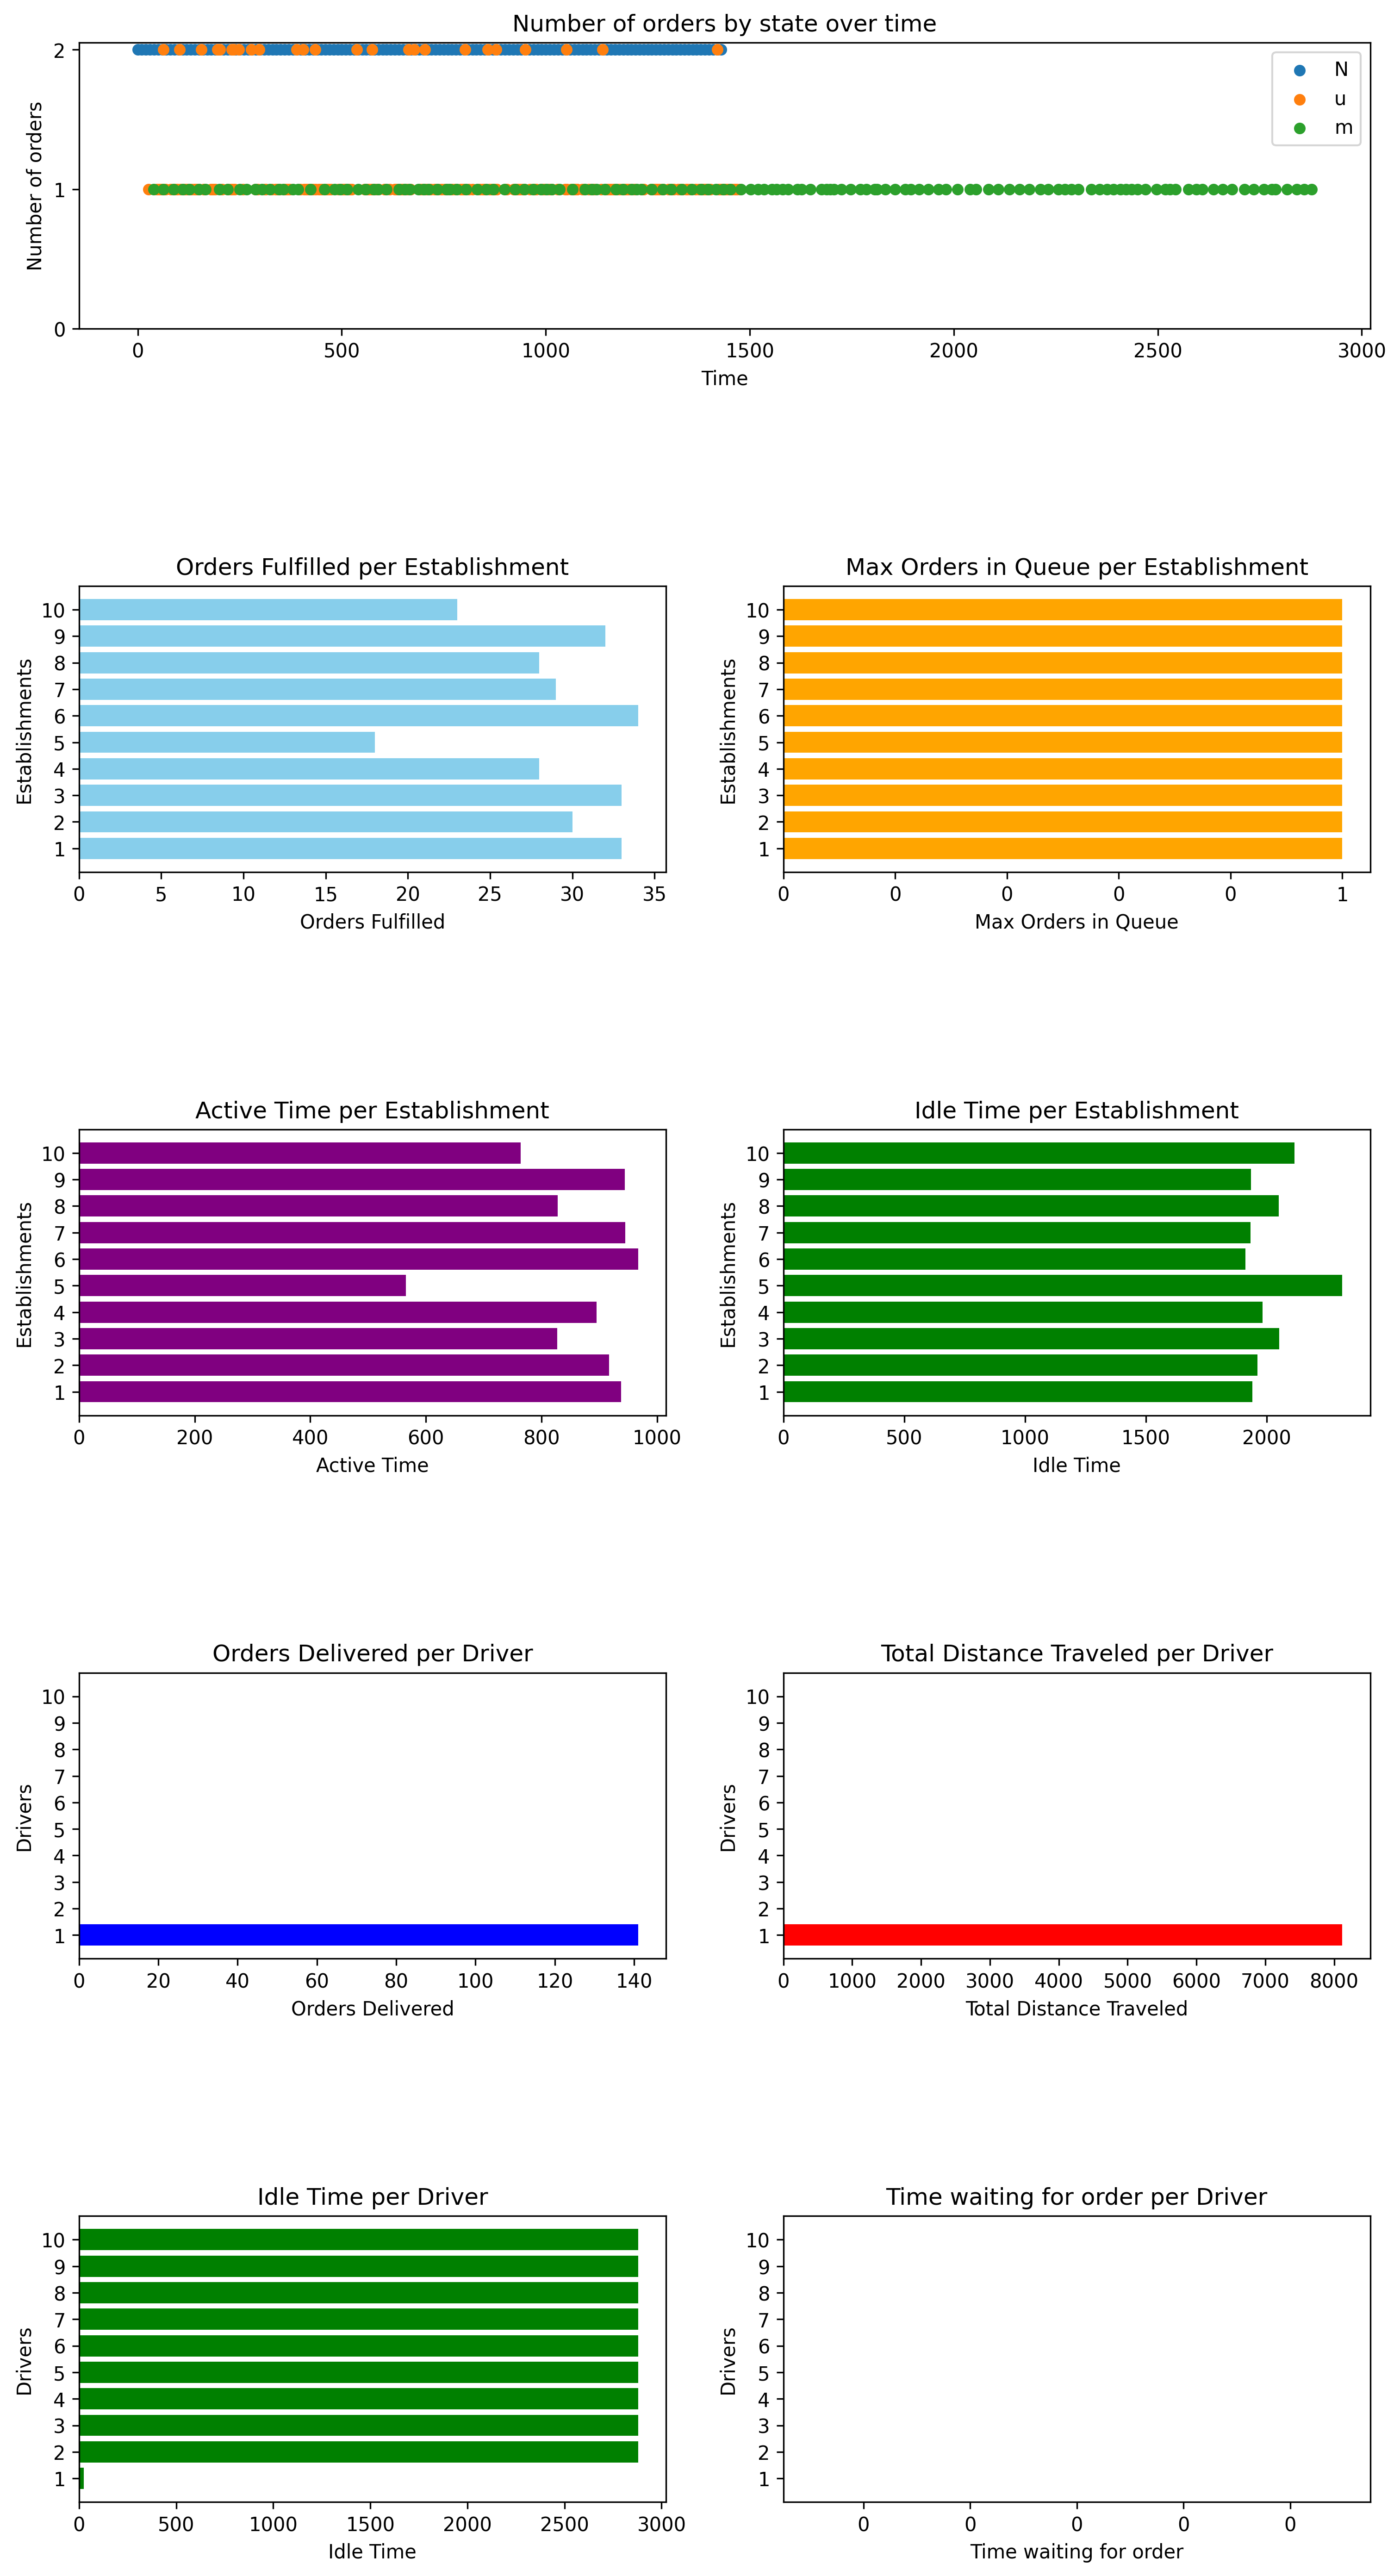 Number of orders by state over time
2
1
0
Number of orders
N
u
m
0 500 1000 1500 2000 2500 3000
Time
Orders Fulfilled per Establishment
10
9
8
7
6
5
4
3
2
1
Establishments
0 5 10 15 20 25 30 35
Orders Fulfilled
Max Orders in Queue per Establishment
10
9
8
7
6
5
4
3
2
1
Establishments
0 0 0 0 0 1
Max Orders in Queue
Active Time per Establishment
10
9
8
7
6
5
4
3
2
1
Establishments
0 200 400 600 800 1000
Active Time
Idle Time per Establishment
10
9
8
7
6
5
4
3
2
1
Establishments
0 500 1000 1500 2000
Idle Time
Orders Delivered per Driver
10
9
8
7
6
5
4
3
2
1
Drivers
0 20 40 60 80 100 120 140
Orders Delivered
Total Distance Traveled per Driver
10
9
8
7
6
5
4
3
2
1
Drivers
0 1000 2000 3000 4000 5000 6000 7000 8000
Total Distance Traveled
Idle Time per Driver
10
9
8
7
6
5
4
3
2
1
Drivers
0 500 1000 1500 2000 2500 3000
Idle Time
Time waiting for order per Driver
10
9
8
7
6
5
4
3
2
1
Drivers
0 0 0 0 0
Time waiting for order